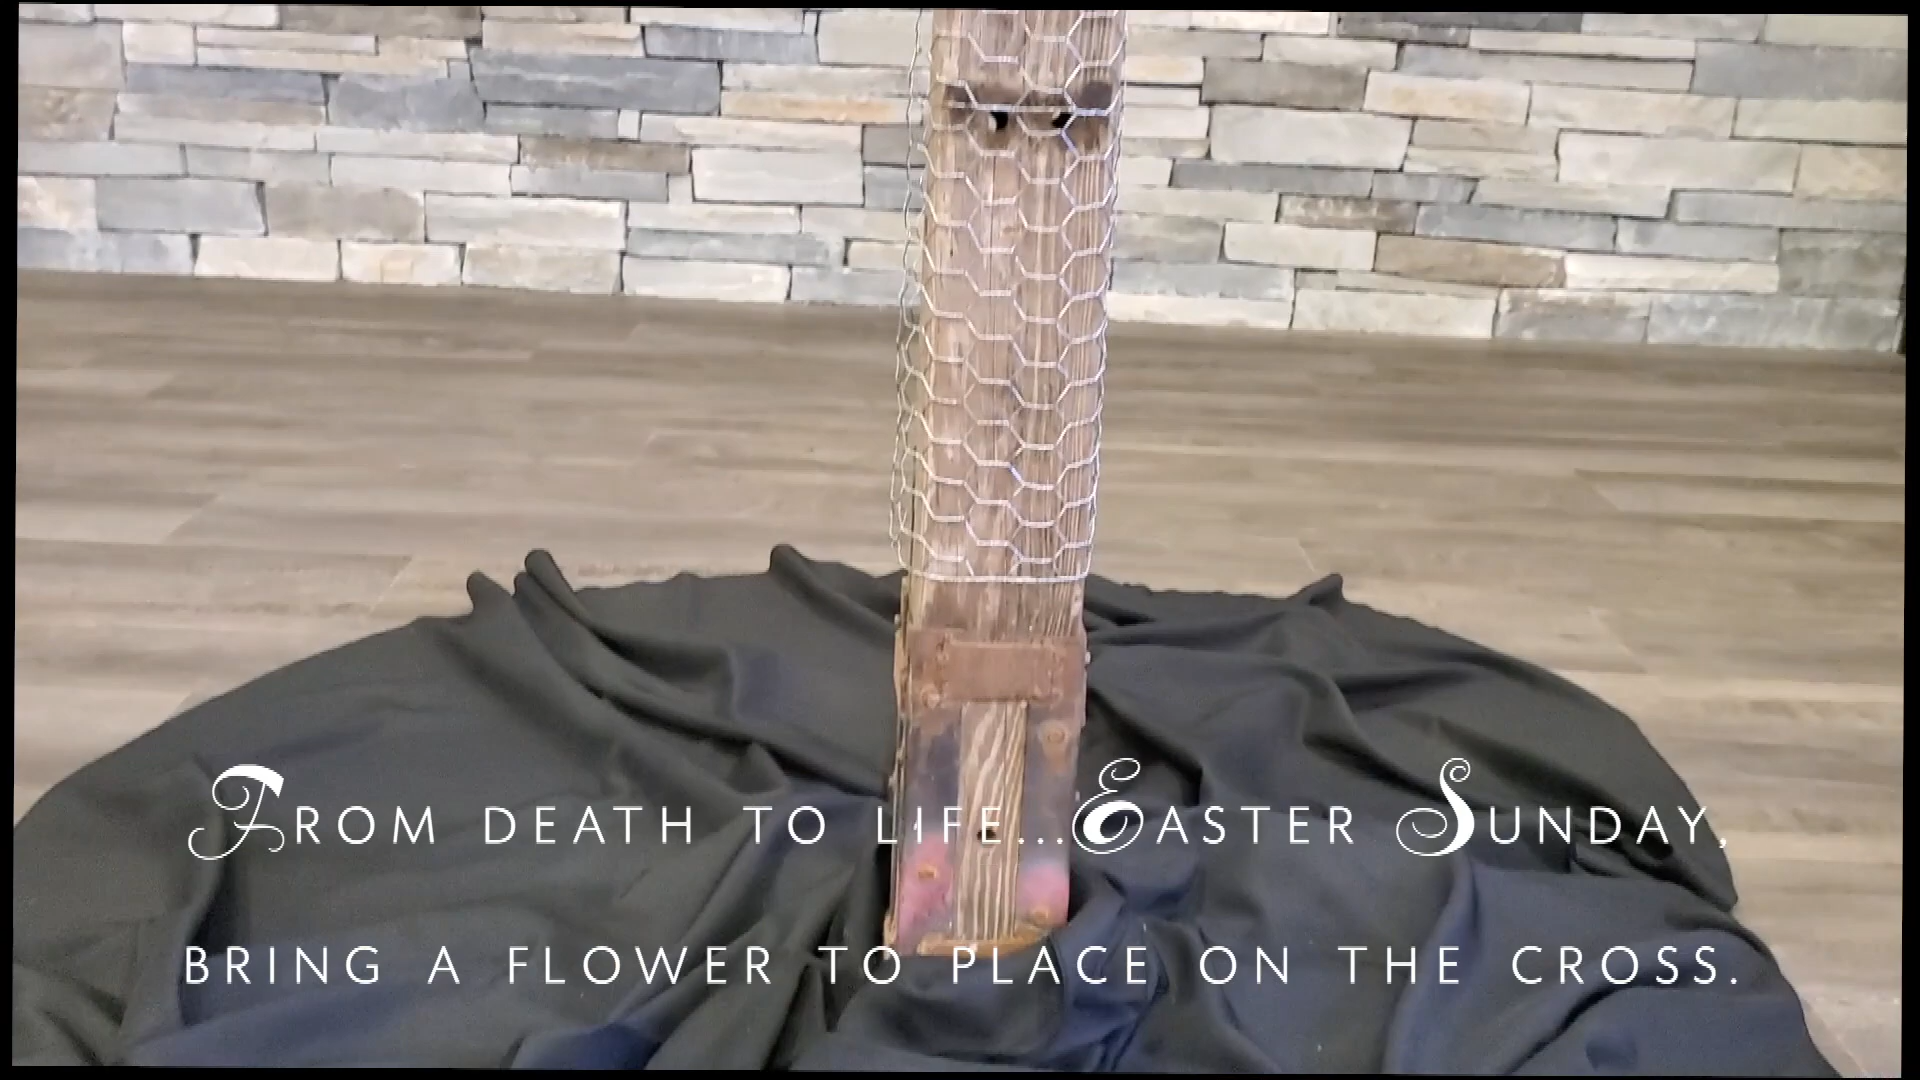 From death to life...Easter Sunday,
bring a flower to place on the cross.